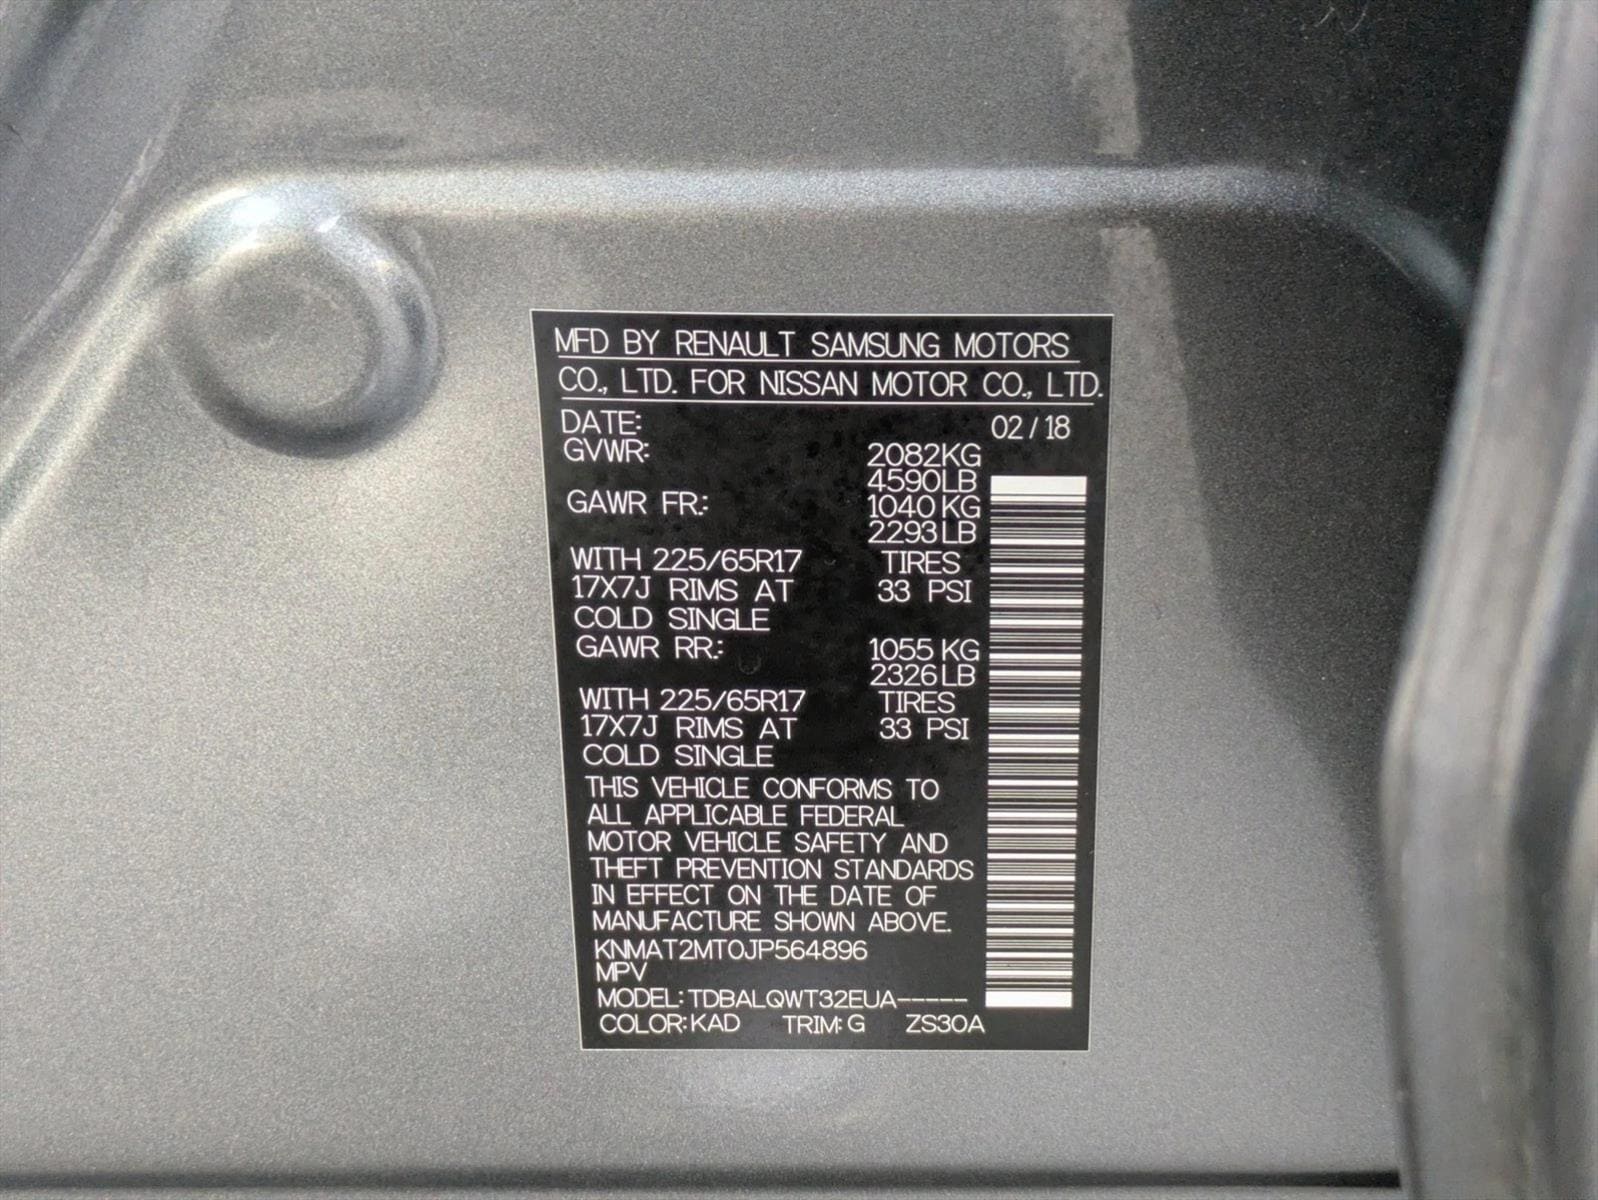 MFD BY RENAULT SAMSUNG MOTORS
CO., LTD. FOR NISSAN MOTOR CO., LTD.
DATE: 02 / 18
GVWR: 2082KG
4590LB
GAWR FR.: 1040 KG
2293 LB
WITH 225/65R17 TIRES
17X7J RIMS AT 33 PSI
COLD SINGLE
GAWR RR.: 1055 KG
2326 LB
WITH 225/65R17 TIRES
17X7J RIMS AT 33 PSI
COLD SINGLE
THIS VEHICLE CONFORMS TO
ALL APPLICABLE FEDERAL
MOTOR VEHICLE SAFETY AND
THEFT PREVENTION STANDARDS
IN EFFECT ON THE DATE OF
MANUFACTURE SHOWN ABOVE.
KNMAT2MT0JP564896
MPV
MODEL: TDBALQWT32EUA-----
COLOR: KAD TRIM: G ZS30A